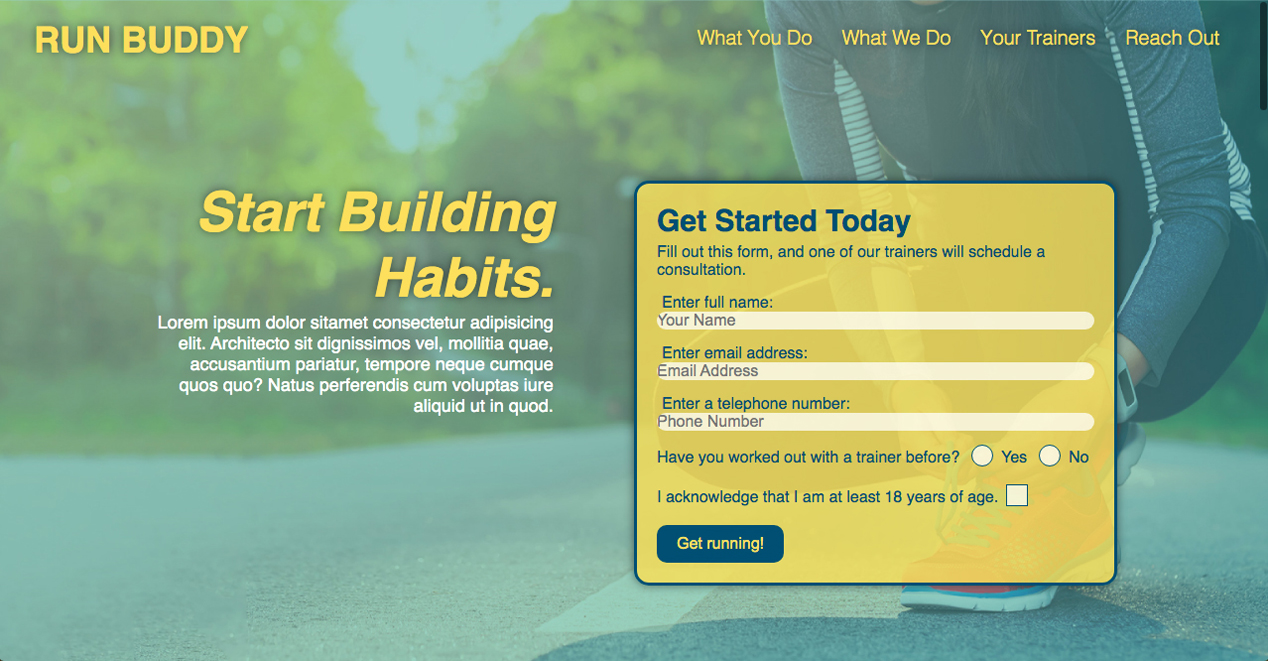 RUN BUDDY
What You Do What We Do Your Trainers Reach Out
Start Building
Habits.
Lorem ipsum dolor sitamet consectetur adipisicing
elit. Architecto sit dignissimos vel, mollitia quae,
accusantium pariatur, tempore neque cumque
quos quo? Natus perferendis cum voluptas iure
aliquid ut in quod.
Get Started Today
Fill out this form, and one of our trainers will schedule a
consultation.
Enter full name:
Your Name
Enter email address:
Email Address
Enter a telephone number:
Phone Number
Have you worked out with a trainer before? Yes No
I acknowledge that I am at least 18 years of age.
Get running!